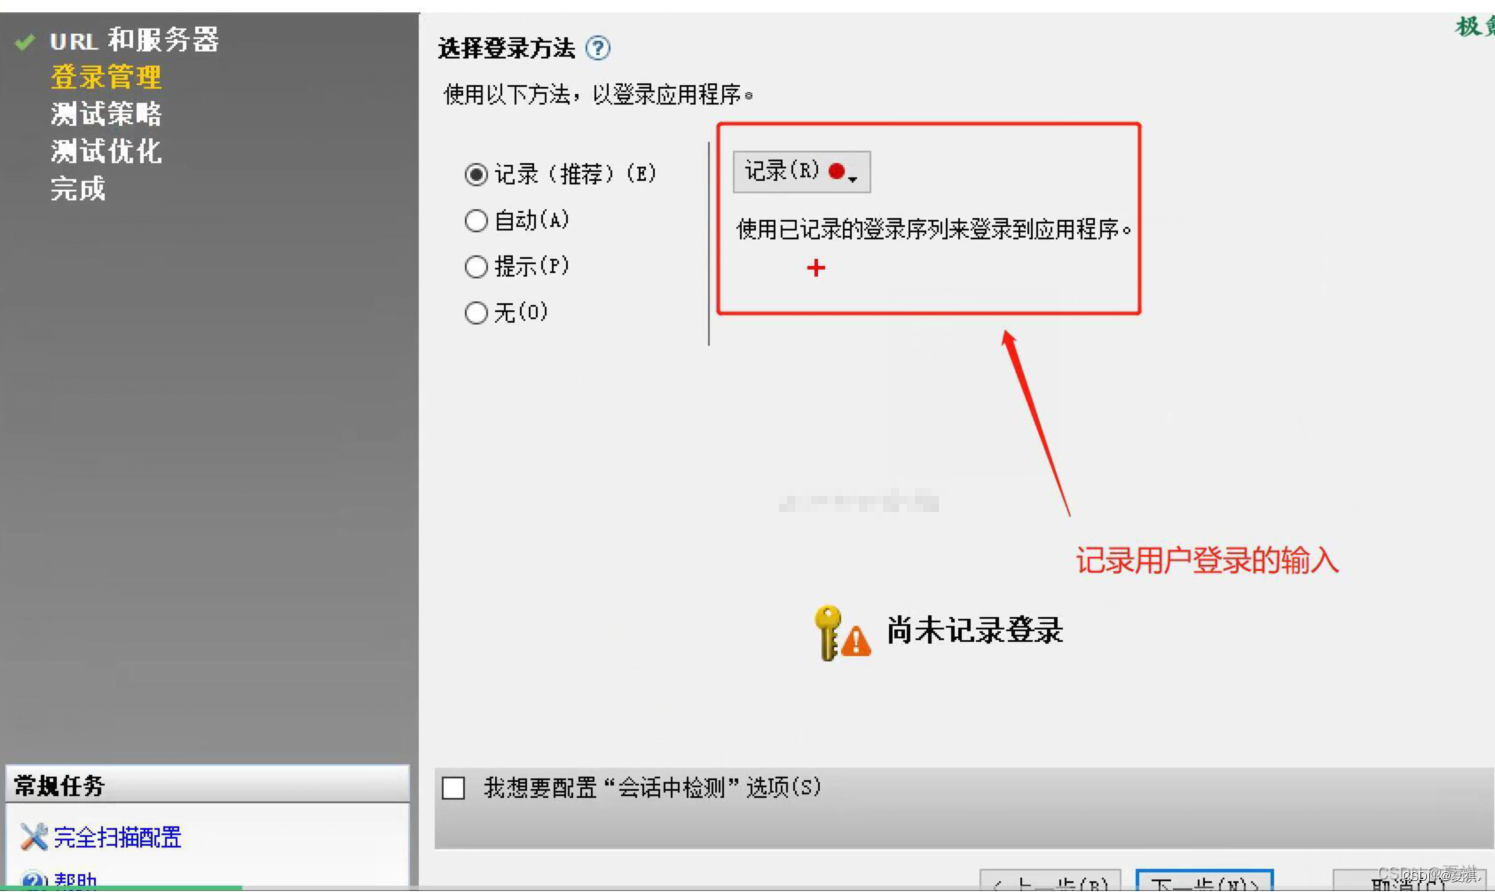 URL 和服务器
登录管理
测试策略
测试优化
完成
极
选择登录方法
使用以下方法，以登录应用程序。
记录（推荐）(E)
自动(A)
提示(P)
无(O)
记录(R)
使用已记录的登录序列来登录到应用程序。
记录用户登录的输入
尚未记录登录
常规任务
完全扫描配置
帮助
我想要配置“会话中检测”选项(S)
< 上一步(B)
下一步(N)>
取消